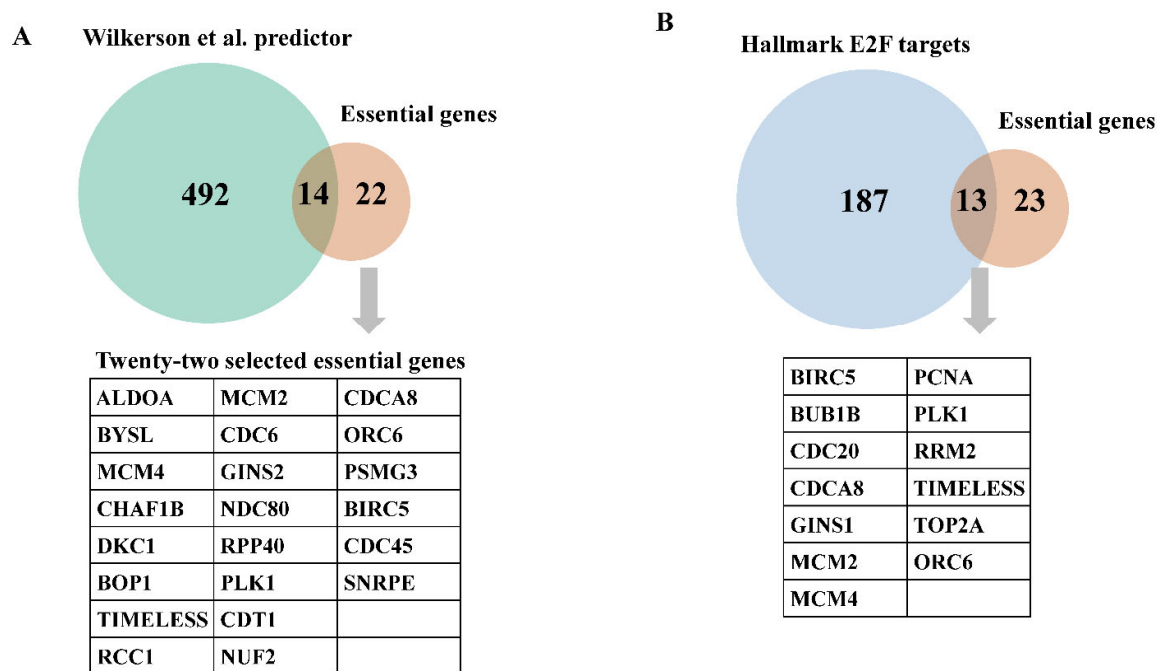 A
Wilkerson et al. predictor
Essential genes
492
14
22
Twenty-two selected essential genes
ALDOA MCM2 CDCA8
BYSL CDC6 ORC6
MCM4 GINS2 PSMG3
CHAF1B NDC80 BIRC5
DKC1 RPP40 CDC45
BOP1 PLK1 SNRPE
TIMELESS CDT1
RCC1 NUF2
B
Hallmark E2F targets
Essential genes
187
13
23
BIRC5 PCNA
BUB1B PLK1
CDC20 RRM2
CDCA8 TIMELESS
GINS1 TOP2A
MCM2 ORC6
MCM4